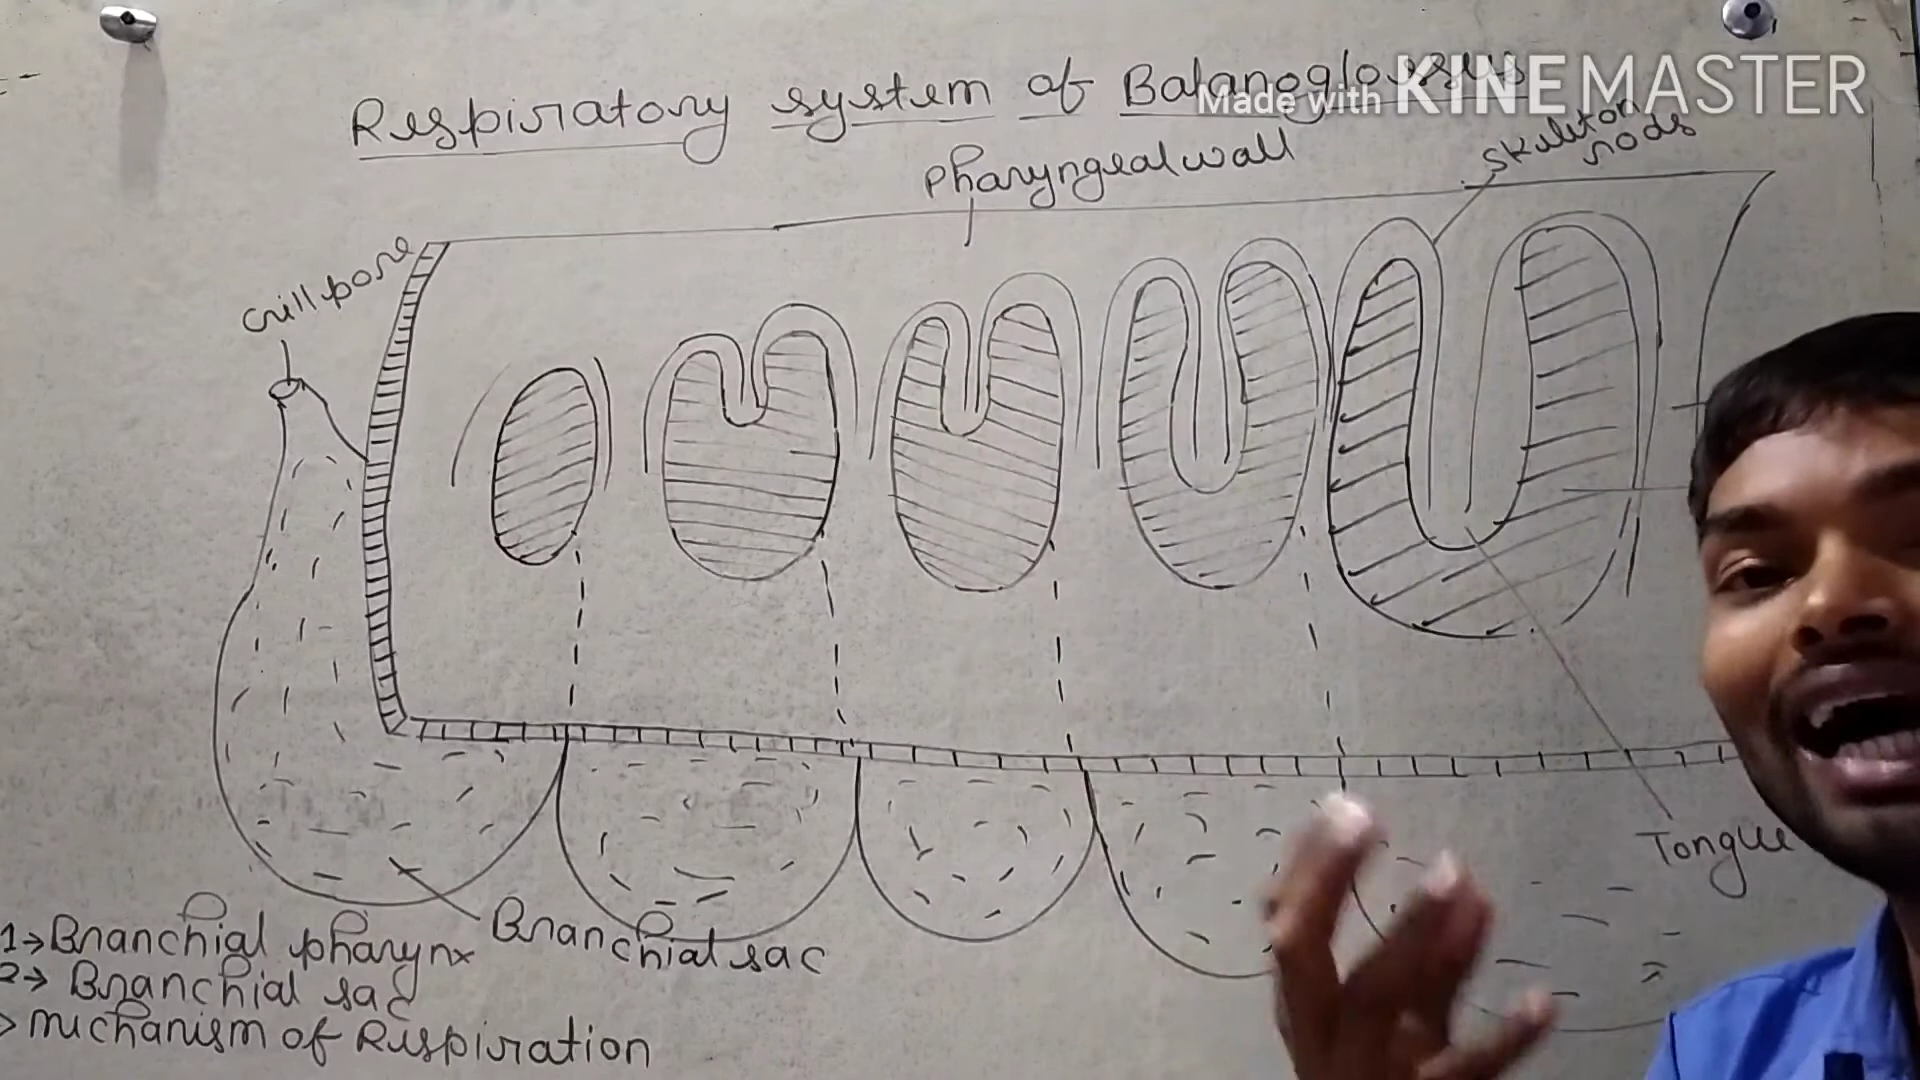 Respiratory system of Balanoglossus
Made with KINEMASTER
Pharyngeal wall
Skeleton
rods
Gill pore
Tongue
Branchial sac
1→Branchial pharynx
2→ Branchial sac
→ Mechanism of Respiration